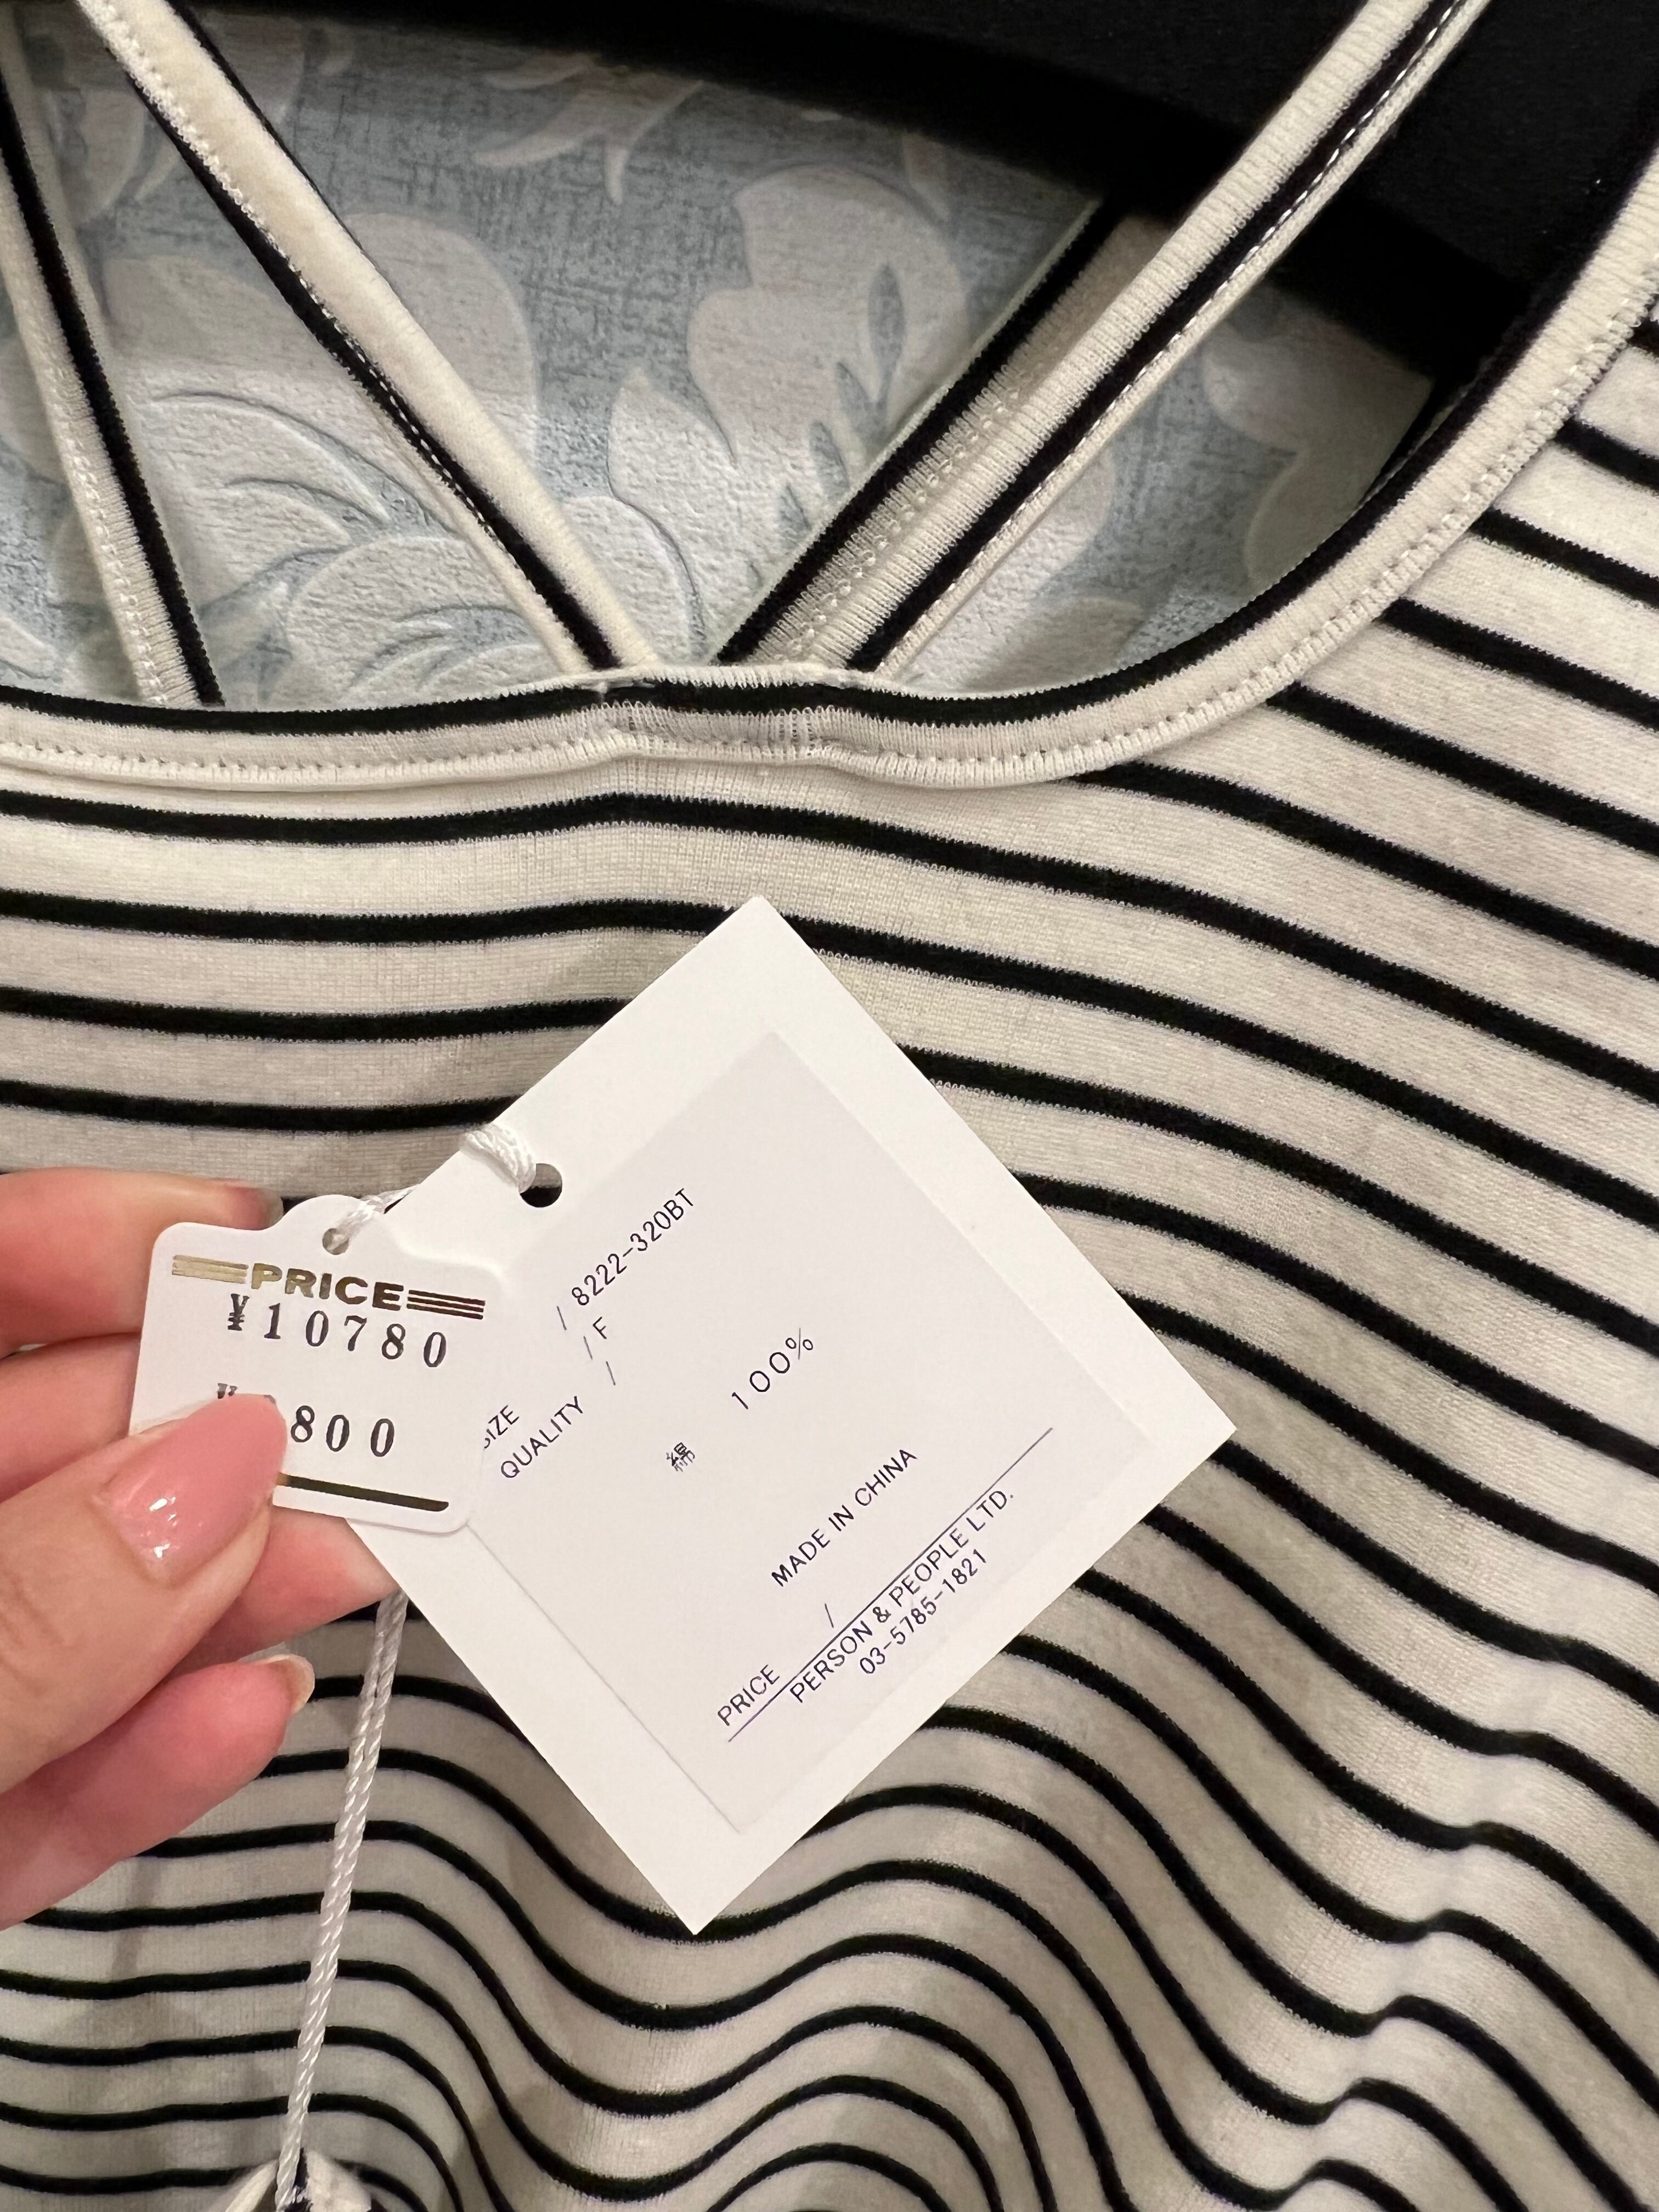 PRICE
¥10780
800
/ 8222-320BT
SIZE / F
QUALITY /
綿 100%
MADE IN CHINA
PRICE /
PERSON & PEOPLE LTD.
03-5785-1821